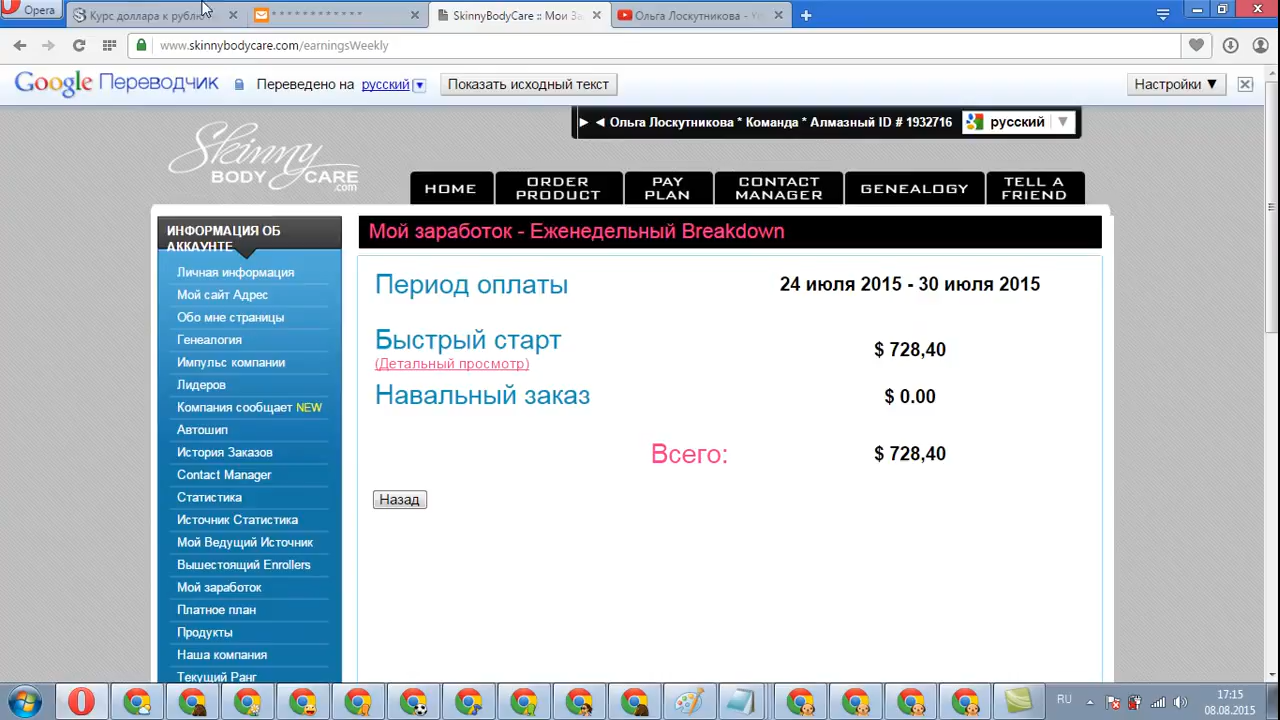 Opera
Курс доллара к рублю
* * * * * * * * * * * *
SkinnyBodyCare :: Мои За
Ольга Лоскутникова - Yo
www.skinnybodycare.com/earningsWeekly
Google Переводчик
Переведено на русский
Показать исходный текст
Настройки ▼
Skinny
BODY CARE
.com
► ◄ Ольга Лоскутникова * Команда * Алмазный ID # 1932716
русский
HOME
ORDER PRODUCT
PAY PLAN
CONTACT MANAGER
GENEALOGY
TELL A FRIEND
ИНФОРМАЦИЯ ОБ
АККАУНТЕ
Личная информация
Мой сайт Адрес
Обо мне страницы
Генеалогия
Импульс компании
Лидеров
Компания сообщает NEW
Автошип
История Заказов
Contact Manager
Статистика
Источник Статистика
Мой Ведущий Источник
Вышестоящий Enrollers
Мой заработок
Платное план
Продукты
Наша компания
Текущий Ранг
Мой заработок - Еженедельный Breakdown
Период оплаты
24 июля 2015 - 30 июля 2015
Быстрый старт
(Детальный просмотр)
$ 728,40
Навальный заказ
$ 0.00
Всего:
$ 728,40
Назад
RU
17:15
08.08.2015